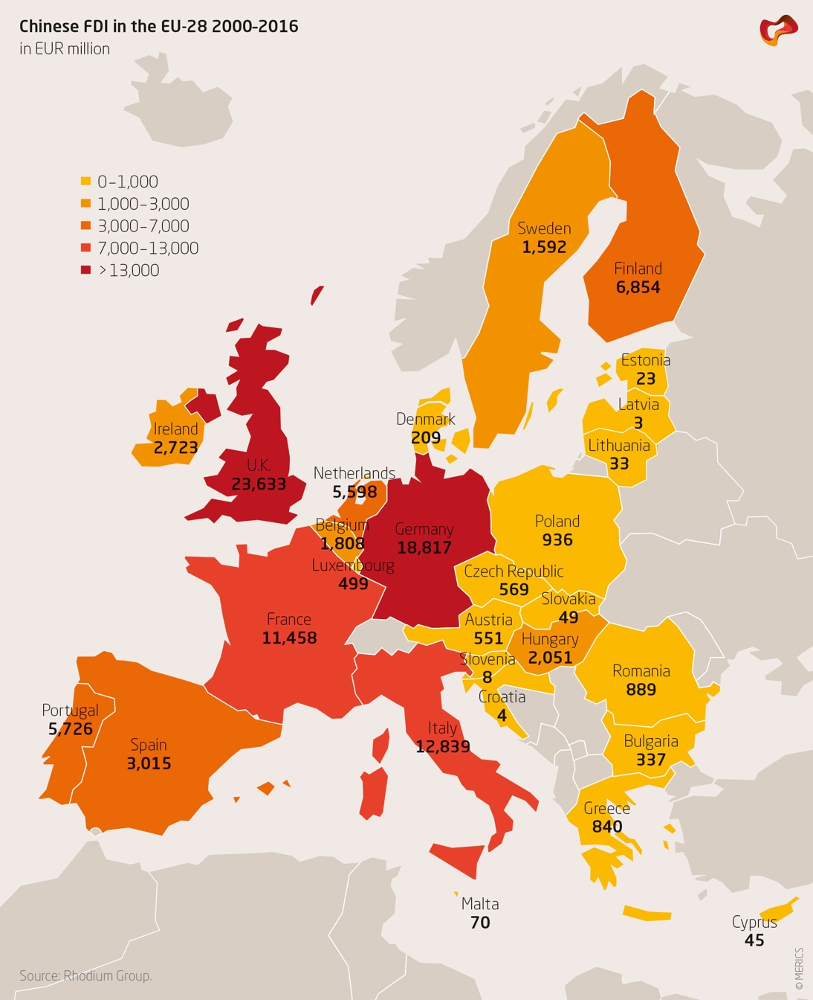 Chinese FDI in the EU-28 2000–2016
in EUR million
0–1,000
1,000–3,000
3,000–7,000
7,000–13,000
>13,000
Sweden
1,592
Finland
6,854
Estonia
23
Latvia
3
Lithuania
33
Denmark
209
Ireland
2,723
U.K.
23,633
Netherlands
5,598
Belgium
1,808
Luxembourg
499
Germany
18,817
Poland
936
Czech Republic
569
Slovakia
49
Austria
551
Hungary
2,051
Slovenia
8
Croatia
4
France
11,458
Romania
889
Bulgaria
337
Portugal
5,726
Spain
3,015
Italy
12,839
Greece
840
Malta
70
Cyprus
45
Source: Rhodium Group.
© MERICS